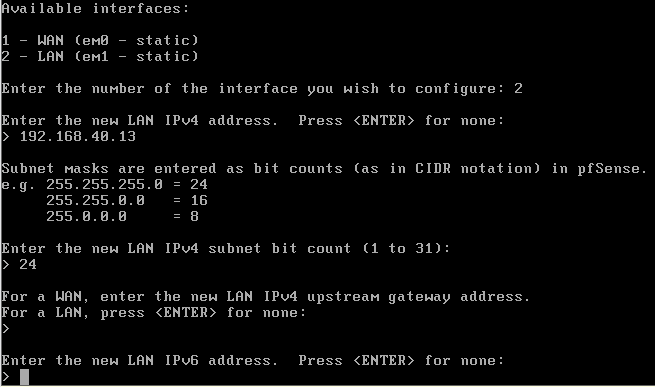 Available interfaces:
1 - WAN (em0 - static)
2 - LAN (em1 - static)
Enter the number of the interface you wish to configure: 2
Enter the new LAN IPv4 address.  Press <ENTER> for none:
> 192.168.40.13
Subnet masks are entered as bit counts (as in CIDR notation) in pfSense.
e.g. 255.255.255.0 = 24
     255.255.0.0   = 16
     255.0.0.0     = 8
Enter the new LAN IPv4 subnet bit count (1 to 31):
> 24
For a WAN, enter the new LAN IPv4 upstream gateway address.
For a LAN, press <ENTER> for none:
>
Enter the new LAN IPv6 address.  Press <ENTER> for none:
>